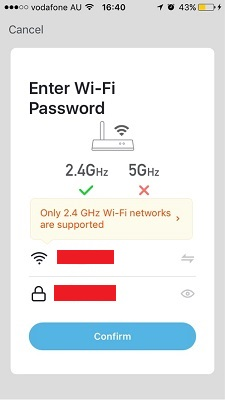 vodafone AU 16:40 43%
Cancel
Enter Wi-Fi
Password
2.4GHz 5GHz
Only 2.4 GHz Wi-Fi networks
are supported
Confirm